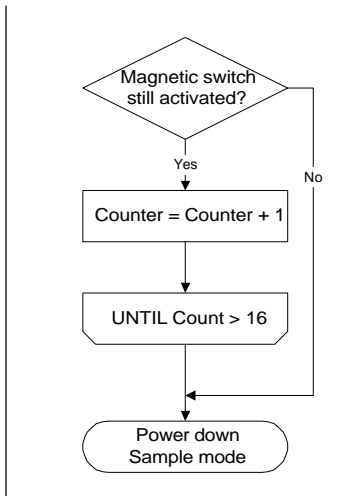 Magnetic switch
still activated?
Yes
No
Counter = Counter + 1
UNTIL Count > 16
Power down
Sample mode